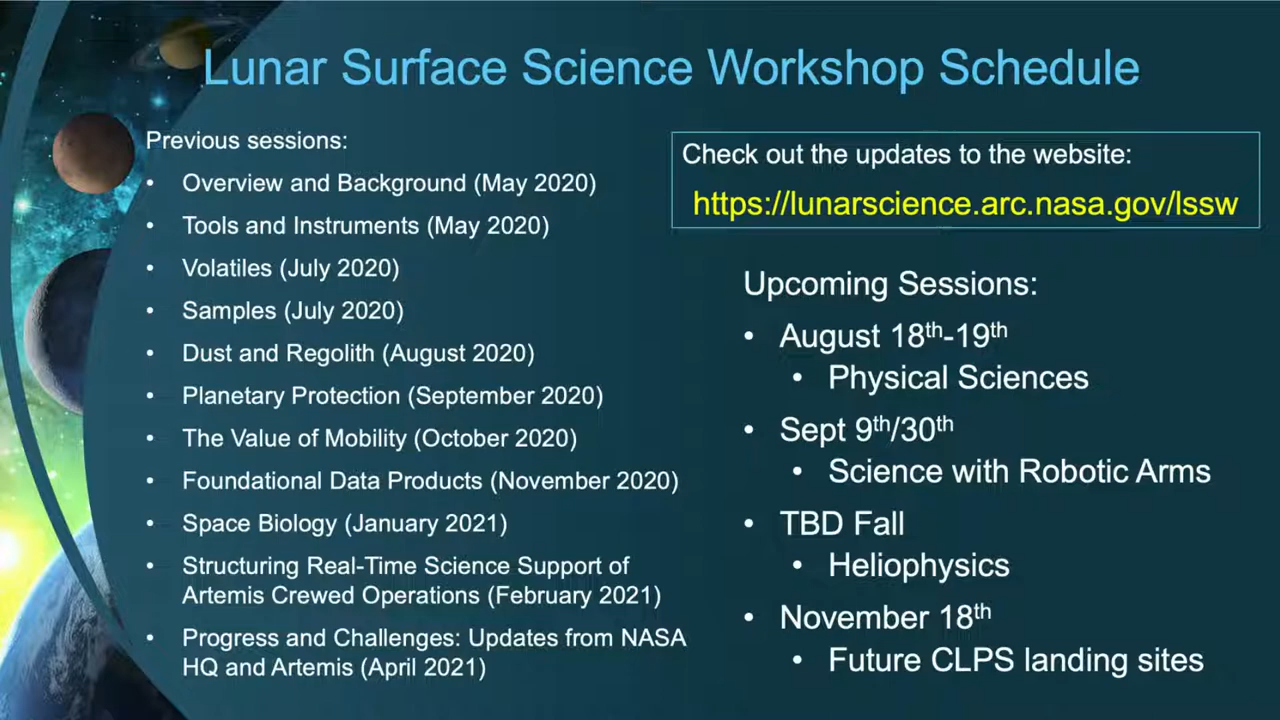 Lunar Surface Science Workshop Schedule
Previous sessions:
• Overview and Background (May 2020)
• Tools and Instruments (May 2020)
• Volatiles (July 2020)
• Samples (July 2020)
• Dust and Regolith (August 2020)
• Planetary Protection (September 2020)
• The Value of Mobility (October 2020)
• Foundational Data Products (November 2020)
• Space Biology (January 2021)
• Structuring Real-Time Science Support of
Artemis Crewed Operations (February 2021)
• Progress and Challenges: Updates from NASA
HQ and Artemis (April 2021)
Check out the updates to the website:
https://lunarscience.arc.nasa.gov/lssw
Upcoming Sessions:
• August 18th-19th
• Physical Sciences
• Sept 9th/30th
• Science with Robotic Arms
• TBD Fall
• Heliophysics
• November 18th
• Future CLPS landing sites